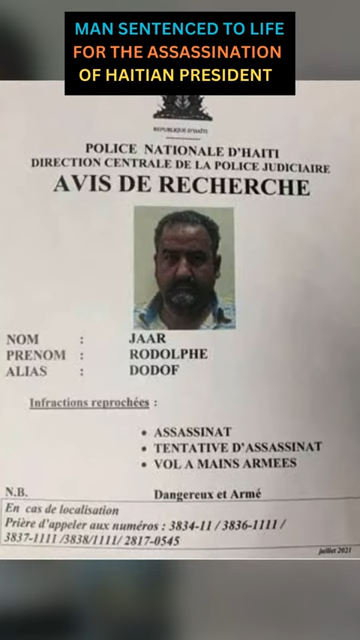 MAN SENTENCED TO LIFE
FOR THE ASSASSINATION
OF HAITIAN PRESIDENT
REPUBLIQUE D'HAITI
POLICE NATIONALE D'HAITI
DIRECTION CENTRALE DE LA POLICE JUDICIAIRE
AVIS DE RECHERCHE
NOM : JAAR
PRENOM : RODOLPHE
ALIAS : DODOF
Infractions reprochées :
• ASSASSINAT
• TENTATIVE D'ASSASSINAT
• VOL A MAINS ARMEES
N.B. Dangereux et Armé
En cas de localisation
Prière d'appeler aux numéros : 3834-11 / 3836-1111 /
3837-1111 /3838/1111/ 2817-0545
juillet 2021